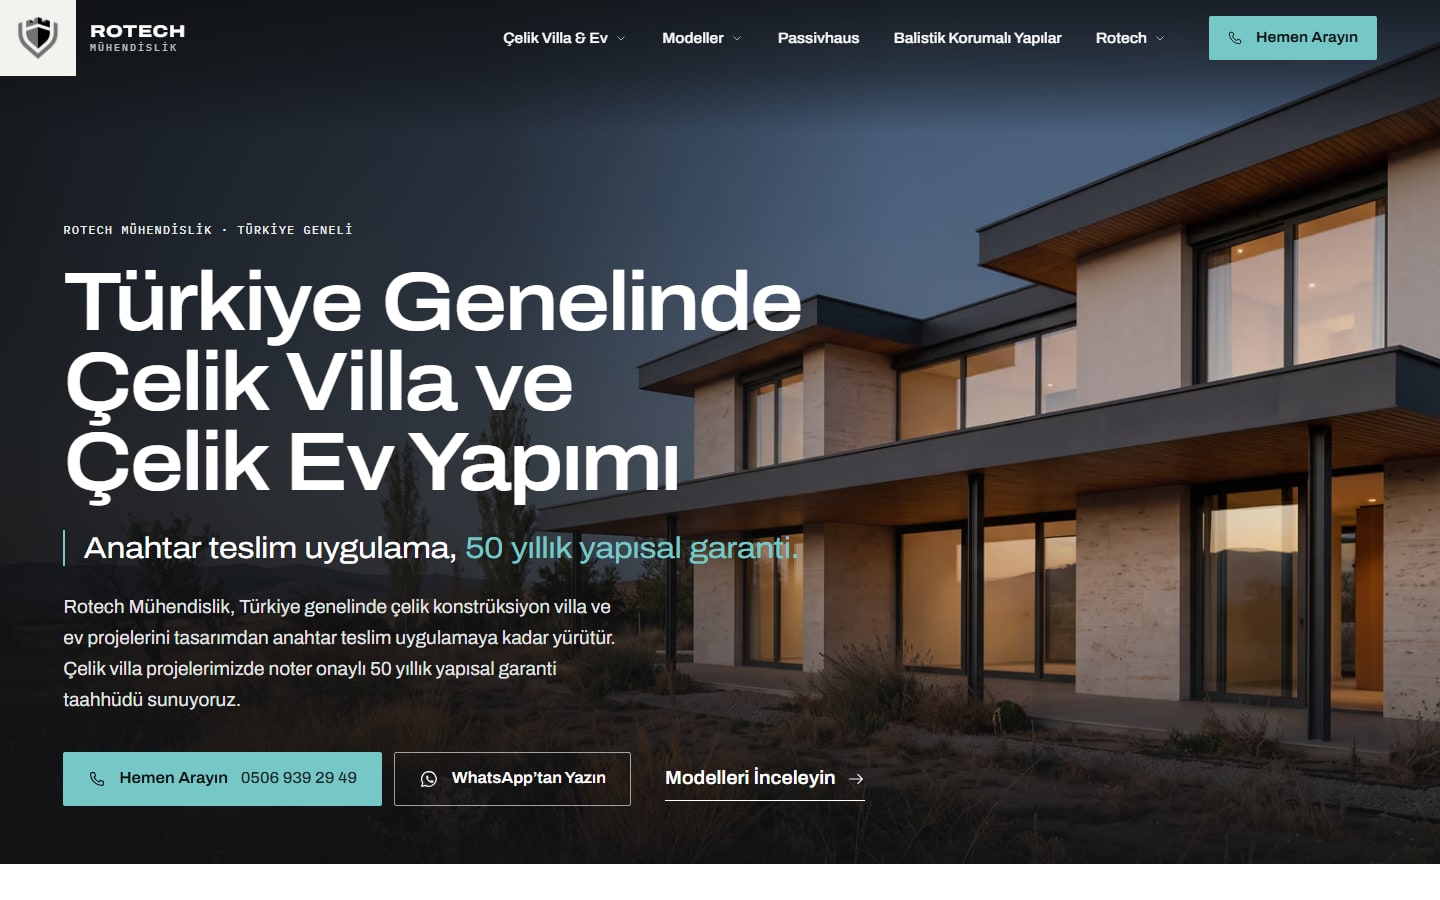 ROTECH
MÜHENDİSLİK
Çelik Villa & Ev
Modeller
Passivhaus
Balistik Korumalı Yapılar
Rotech
Hemen Arayın
ROTECH MÜHENDİSLİK · TÜRKİYE GENELİ
Türkiye Genelinde
Çelik Villa ve
Çelik Ev Yapımı
Anahtar teslim uygulama, 50 yıllık yapısal garanti.
Rotech Mühendislik, Türkiye genelinde çelik konstrüksiyon villa ve
ev projelerini tasarımdan anahtar teslim uygulamaya kadar yürütür.
Çelik villa projelerimizde noter onaylı 50 yıllık yapısal garanti
taahhüdü sunuyoruz.
Hemen Arayın 0506 939 29 49
WhatsApp’tan Yazın
Modelleri İnceleyin